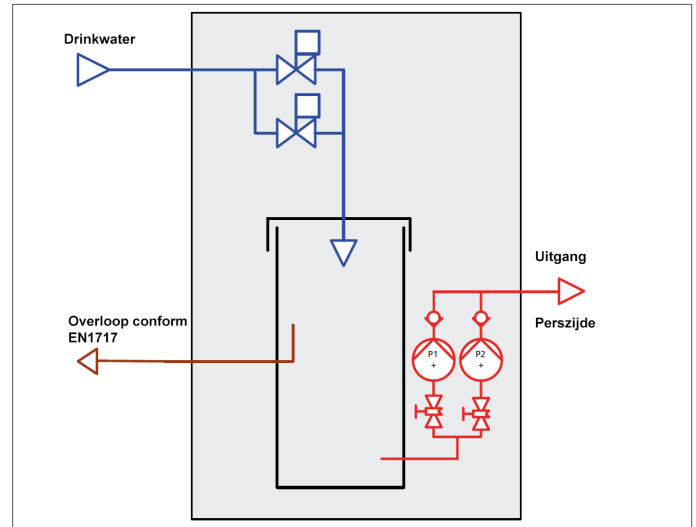 Drinkwater
Uitgang
Perszijde
Overloop conform
EN1717
P1
+
P2
+